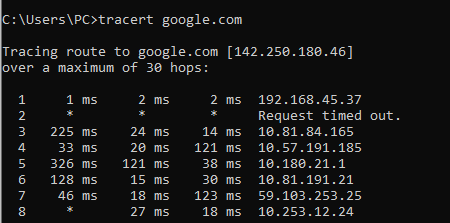 C:\Users\PC>tracert google.com
Tracing route to google.com [142.250.180.46]
over a maximum of 30 hops:
1 1 ms 2 ms 2 ms 192.168.45.37
2 * * * Request timed out.
3 225 ms 24 ms 14 ms 10.81.84.165
4 33 ms 20 ms 121 ms 10.57.191.185
5 326 ms 121 ms 38 ms 10.180.21.1
6 128 ms 15 ms 30 ms 10.81.191.21
7 46 ms 18 ms 123 ms 59.103.253.25
8 * 27 ms 18 ms 10.253.12.24